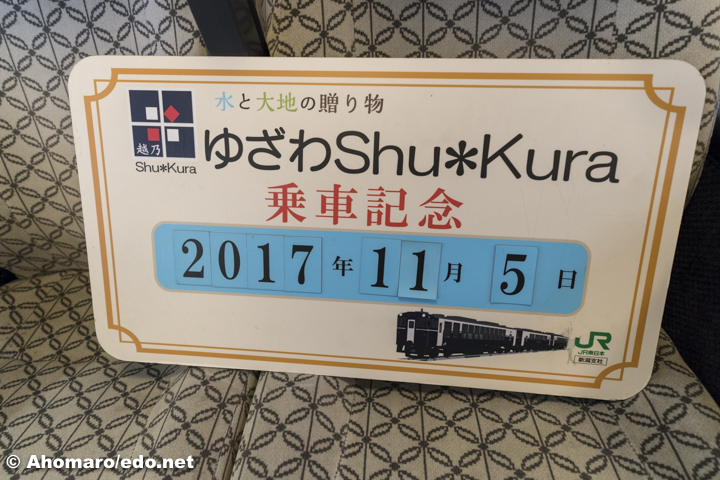 水と大地の贈り物
越乃
Shu*Kura
ゆざわShu*Kura
乗車記念
2017年11月5日
JR
JR東日本
新潟支社
© Ahomaro/edo.net